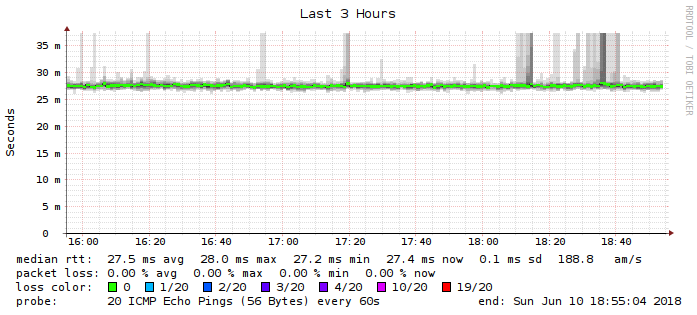 Last 3 Hours
RRDTOOL / TOBI OETIKER
Seconds
35 m
30 m
25 m
20 m
15 m
10 m
5 m
0
16:00 16:20 16:40 17:00 17:20 17:40 18:00 18:20 18:40
median rtt: 27.5 ms avg 28.0 ms max 27.2 ms min 27.4 ms now 0.1 ms sd 188.8 am/s
packet loss: 0.00 % avg 0.00 % max 0.00 % min 0.00 % now
loss color: 0 1/20 2/20 3/20 4/20 10/20 19/20
probe: 20 ICMP Echo Pings (56 Bytes) every 60s end: Sun Jun 10 18:55:04 2018